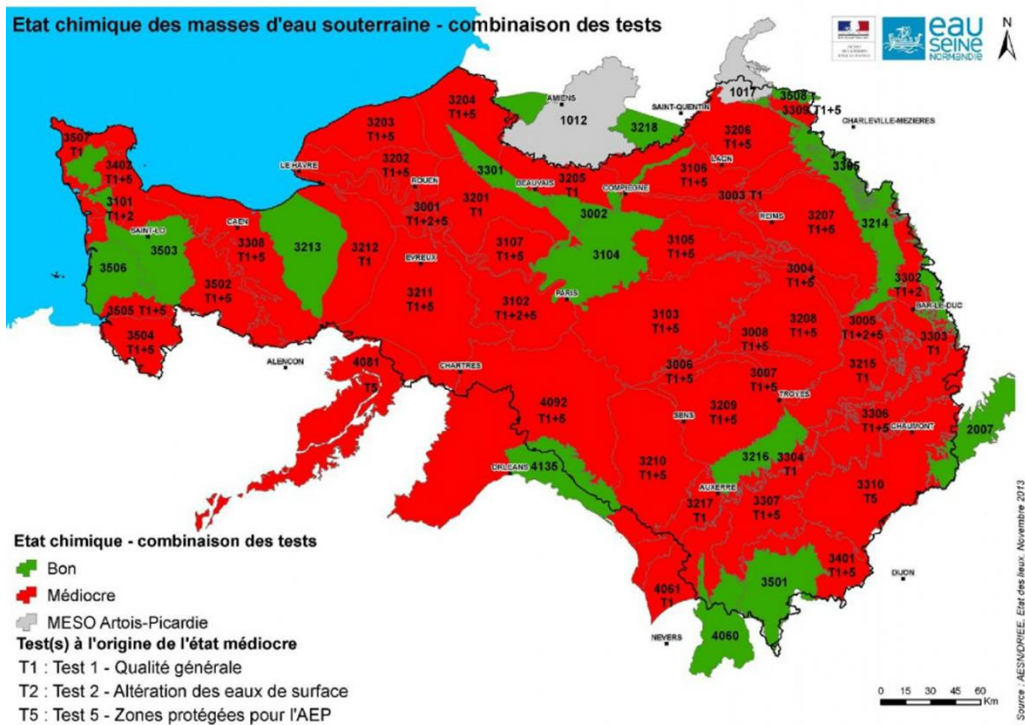 Etat chimique des masses d'eau souterraine - combinaison des tests
eau
SEINE
NORMANDIE
N
AMIENS
1012
1017
SAINT-QUENTIN
3508
3309 T1+5
CHARLEVILLE-MEZIERES
3218
3204
T1+5
3203
T1+5
3202
T1+5
LE HAVRE
ROUEN
3001
T1+2+5
3301
BEAUVAIS
3205
T1
COMPIEGNE
3206
T1+5
LAON
3106
T1+5
3003 T1
REIMS
3207
T1+5
3305
3214
3507
T1
3402
T1+5
3101
T1+2
SAINT-LO
3503
3506
CAEN
3308
T1+5
3213
3212
T1
EVREUX
3201
T1
3107
T1+5
3002
3104
3105
T1+5
3004
T1+5
3302
T1+2
BAR-LE-DUC
3502
T1+5
3505 T1+5
3504
T1+5
3211
T1+5
3102
T1+2+5
PARIS
3103
T1+5
3008
T1+5
3208
T1+5
3005
T1+2+5
3303
T1
3215
T1
ALENCON
4081
T5
CHARTRES
3006
T1+5
3007
T1+5
TROYES
4092
T1+5
SENS
3209
T1+5
3306
T1+5
CHAUMONT
2007
ORLEANS
4135
3210
T1+5
3216
3304
T1
AUXERRE
3217
T1
3307
T1+5
3310
T5
3401
T1+5
DIJON
4061
T1
3501
NEVERS
4060
Etat chimique - combinaison des tests
Bon
Médiocre
MESO Artois-Picardie
Test(s) à l'origine de l'état médiocre
T1 : Test 1 - Qualité générale
T2 : Test 2 - Altération des eaux de surface
T5 : Test 5 - Zones protégées pour l'AEP
0 15 30 45 60
Km
Source : AESN/DRIEE, Etat des lieux, Novembre 2013